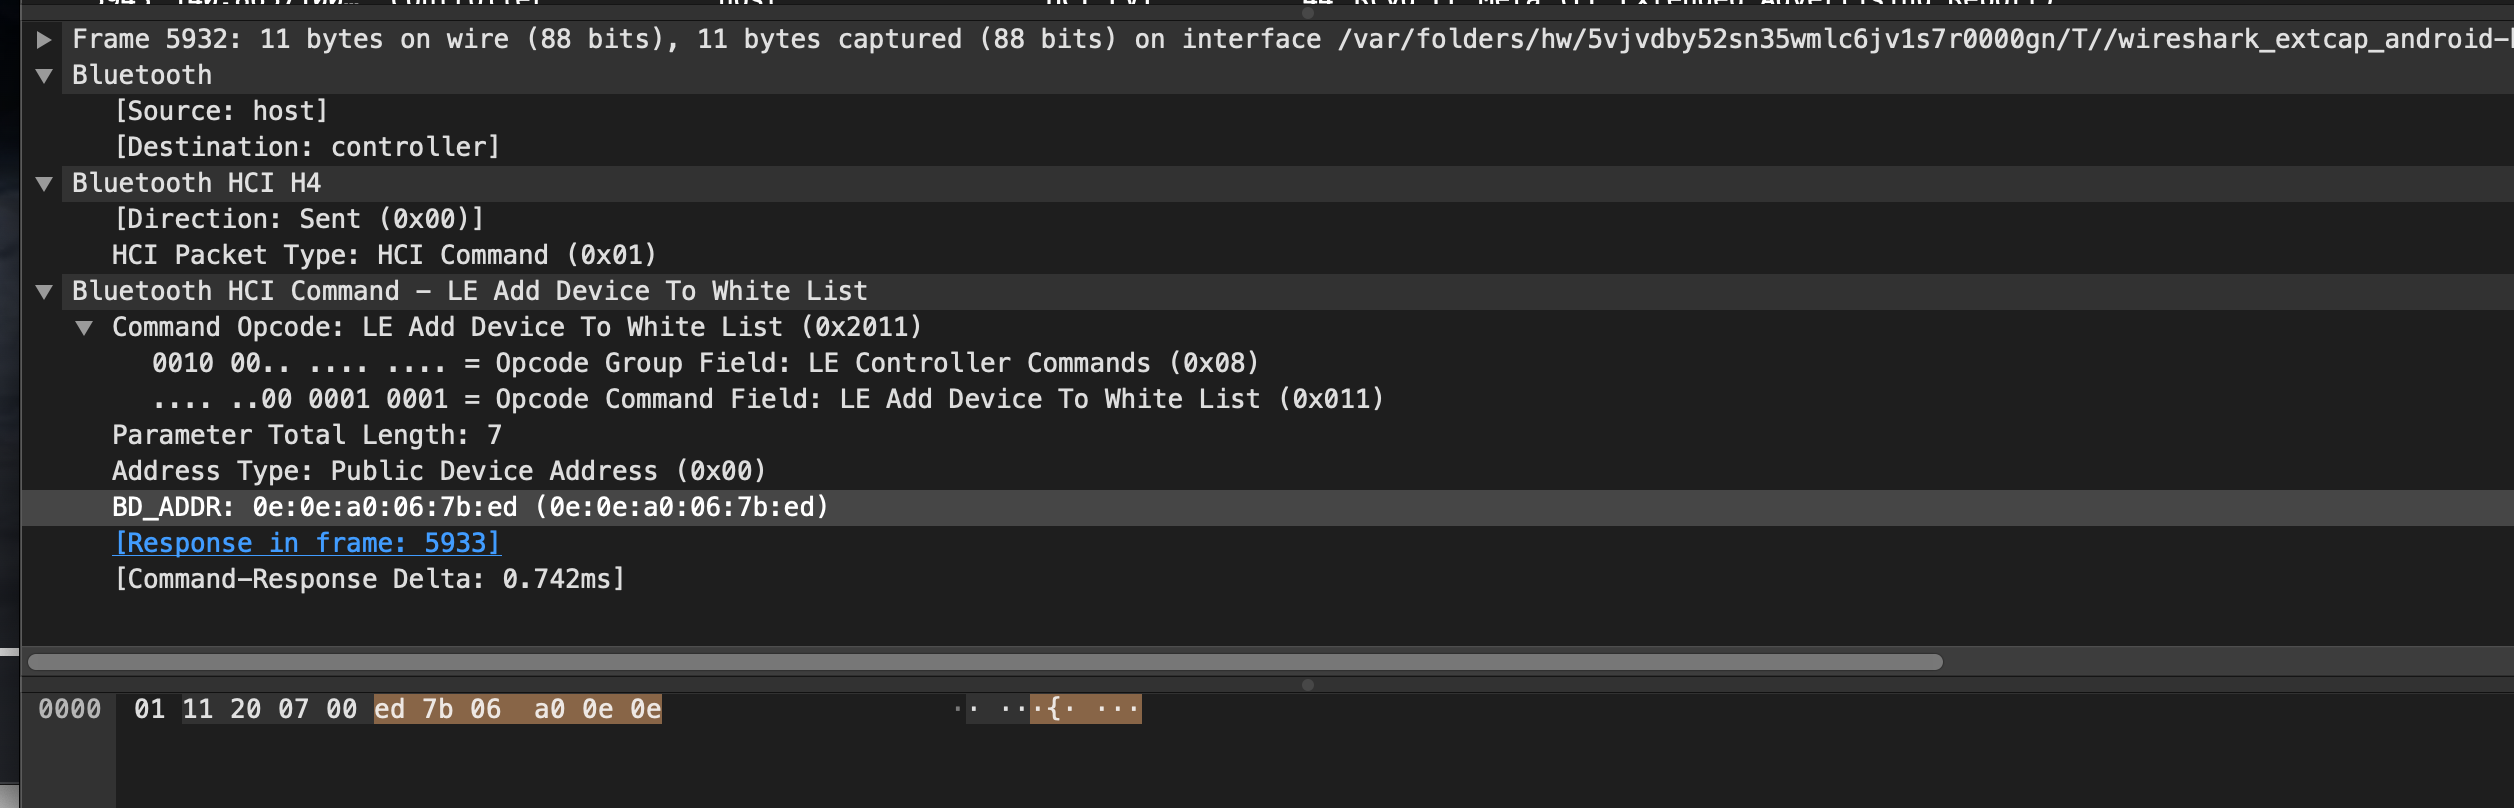 Frame 5932: 11 bytes on wire (88 bits), 11 bytes captured (88 bits) on interface /var/folders/hw/5vjvdby52sn35wmlc6jv1s7r0000gn/T//wireshark_extcap_android-
Bluetooth
[Source: host]
[Destination: controller]
Bluetooth HCI H4
[Direction: Sent (0x00)]
HCI Packet Type: HCI Command (0x01)
Bluetooth HCI Command – LE Add Device To White List
Command Opcode: LE Add Device To White List (0x2011)
0010 00.. .... .... = Opcode Group Field: LE Controller Commands (0x08)
.... ..00 0001 0001 = Opcode Command Field: LE Add Device To White List (0x011)
Parameter Total Length: 7
Address Type: Public Device Address (0x00)
BD_ADDR: 0e:0e:a0:06:7b:ed (0e:0e:a0:06:7b:ed)
[Response in frame: 5933]
[Command–Response Delta: 0.742ms]
0000 01 11 20 07 00 ed 7b 06 a0 0e 0e ·· ···{· ···